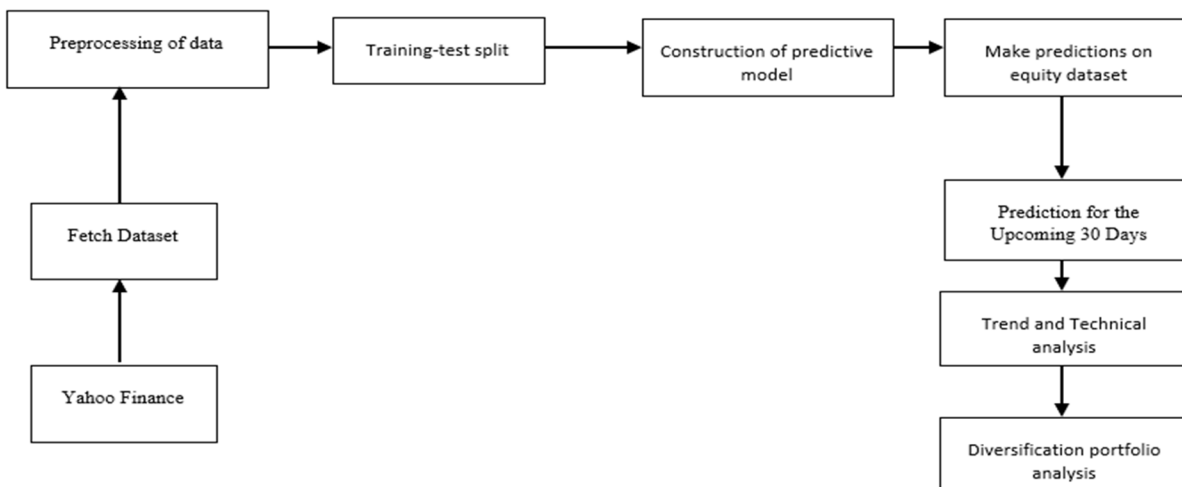 Preprocessing of data
Training-test split
Construction of predictive
model
Make predictions on
equity dataset
Fetch Dataset
Prediction for the
Upcoming 30 Days
Trend and Technical
analysis
Yahoo Finance
Diversification portfolio
analysis